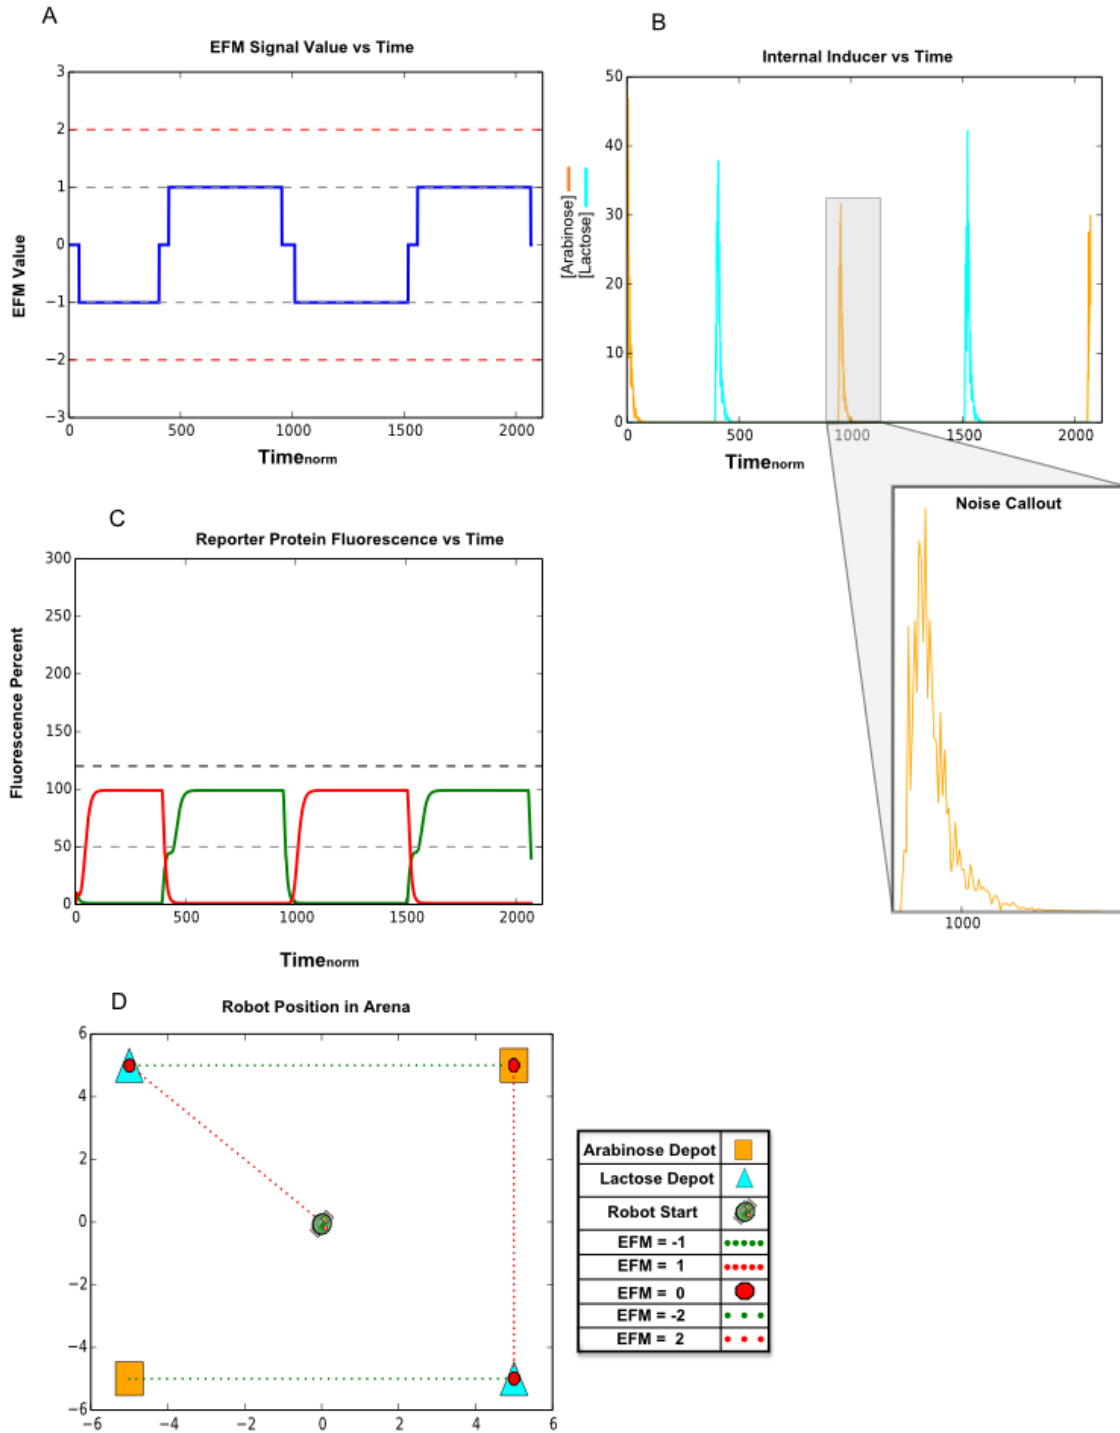 A
EFM Signal Value vs Time
3
2
1
0
−1
−2
−3
EFM Value
0 500 1000 1500 2000
Timenorm
B
Internal Inducer vs Time
50
40
30
20
10
0
[Arabinose]
[Lactose]
0 500 1000 1500 2000
Timenorm
Noise Callout
1000
C
Reporter Protein Fluorescence vs Time
300
250
200
150
100
50
0
Fluorescence Percent
0 500 1000 1500 2000
Timenorm
D
Robot Position in Arena
6
4
2
0
−2
−4
−6
−6 −4 −2 0 2 4 6
Arabinose Depot
Lactose Depot
Robot Start
EFM = -1
EFM = 1
EFM = 0
EFM = -2
EFM = 2